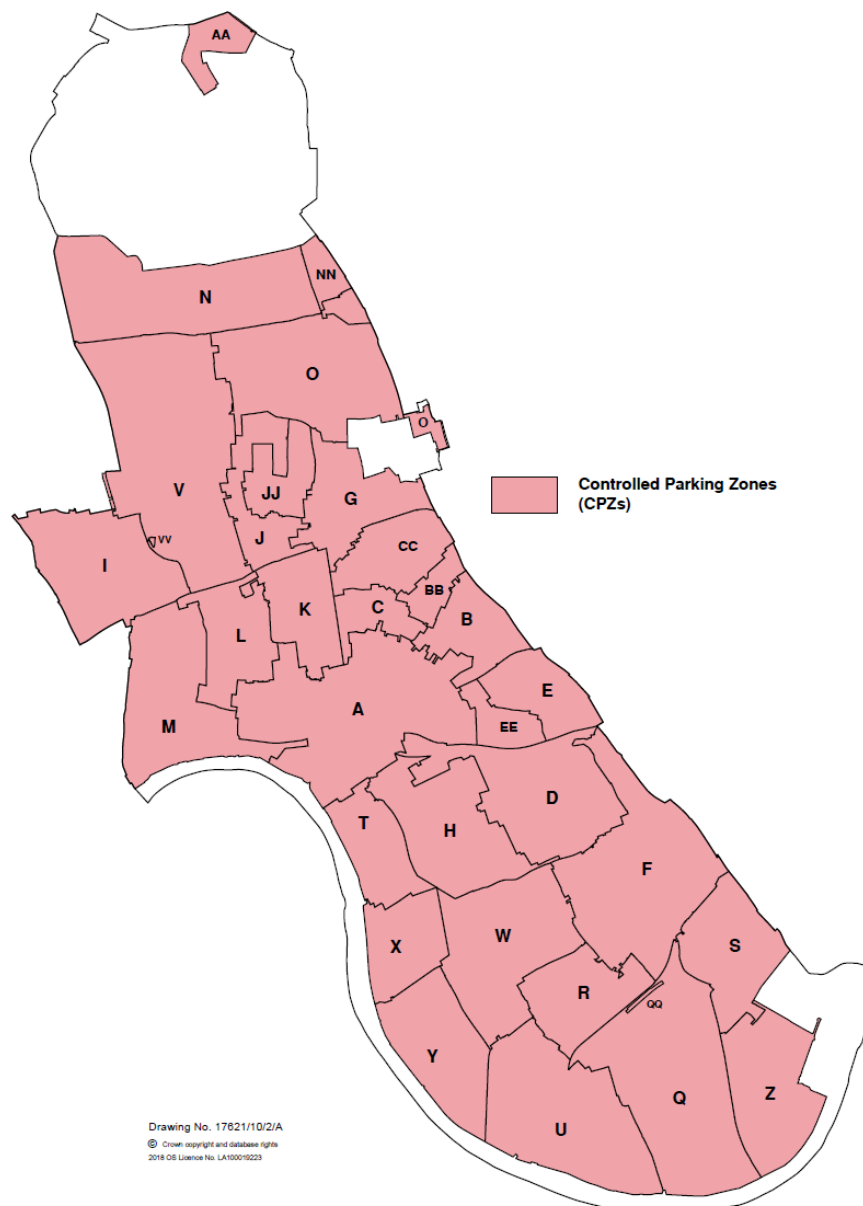 AA
NN
N
O
O
V
JJ
G
J
VV
I
CC
BB
C
K
B
L
E
A
EE
M
D
T
H
F
W
X
S
R
QQ
Y
Q
Z
U
Controlled Parking Zones
(CPZs)
Drawing No. 17621/10/2/A
© Crown copyright and database rights
2018 OS Licence No. LA100019223